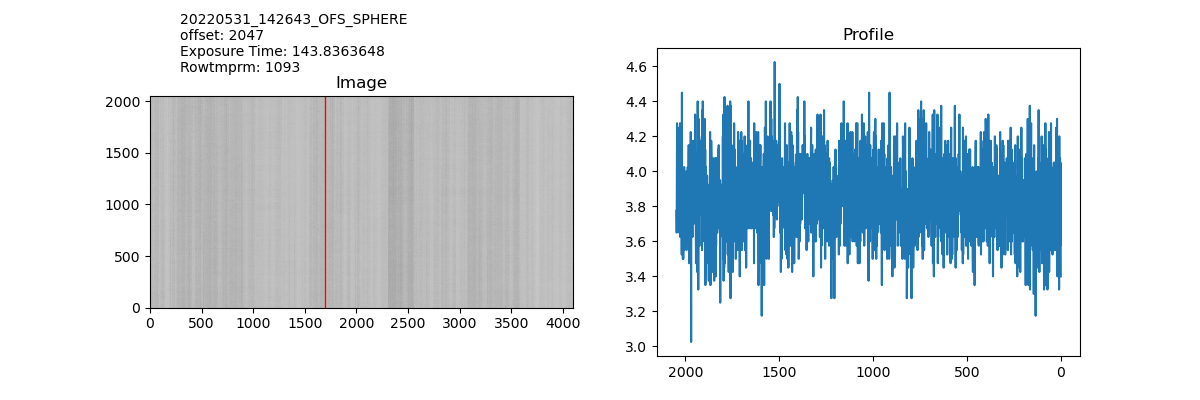 20220531_142643_OFS_SPHERE
offset: 2047
Exposure Time: 143.8363648
Rowtmprm: 1093
Image
2000
1500
1000
500
0
0 500 1000 1500 2000 2500 3000 3500 4000
Profile
4.6
4.4
4.2
4.0
3.8
3.6
3.4
3.2
3.0
2000 1500 1000 500 0